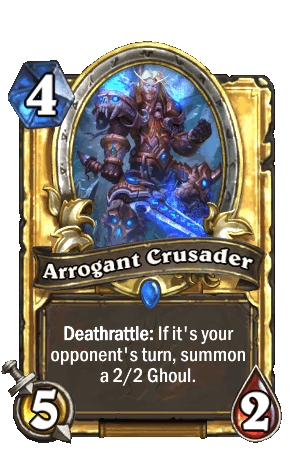 4
Arrogant Crusader
Deathrattle: If it's your
opponent's turn, summon
a 2/2 Ghoul.
5
2